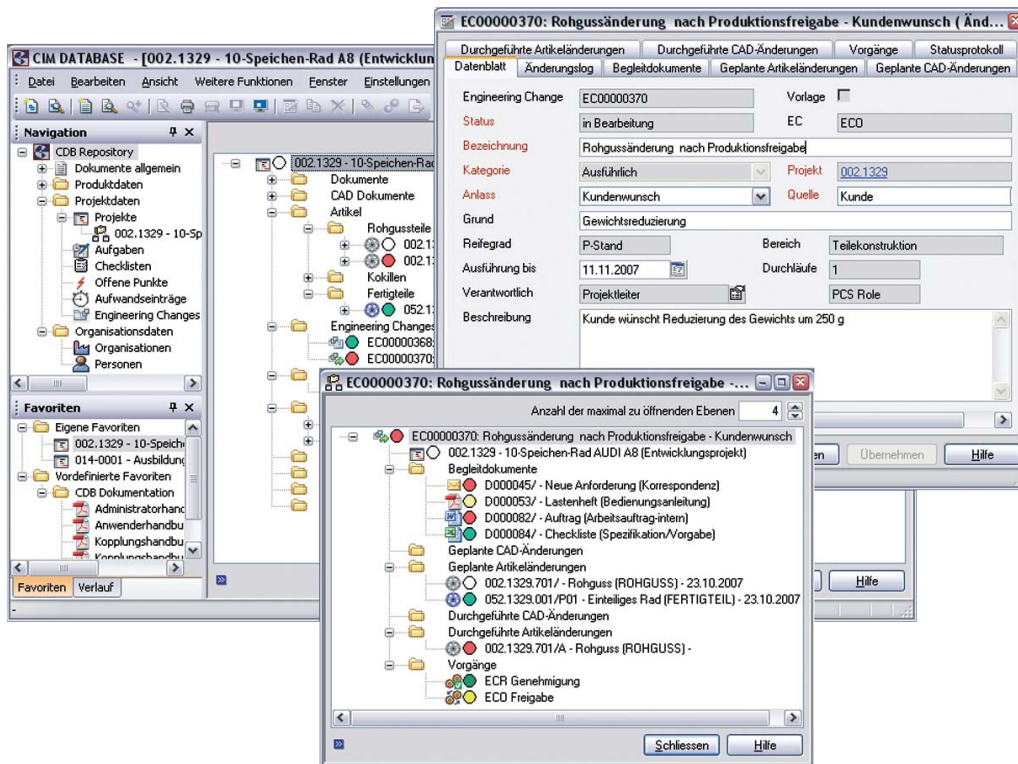 CIM DATABASE - [002.1329 - 10-Speichen-Rad A8 (Entwicklun
Datei Bearbeiten Ansicht Weitere Funktionen Fenster Einstellungen
Navigation
CDB Repository
Dokumente allgemein
Produktdaten
Projektdaten
Projekte
002.1329 - 10-Sp
Aufgaben
Checklisten
Offene Punkte
Aufwandseinträge
Engineering Changes
Organisationsdaten
Organisationen
Personen
Favoriten
Eigene Favoriten
002.1329 - 10-Speich
014-0001 - Ausbildung
Vordefinierte Favoriten
CDB Dokumentation
Administratorhand
Anwenderhandbu
Kopplungshandbu
Kopplungshandbu
Favoriten Verlauf
002.1329 - 10-Speichen-Rad
Dokumente
CAD Dokumente
Artikel
Rohgussteile
002.1
002.1
Kokillen
Fertigteile
052.1
Engineering Changes
EC00000368:
EC00000370:
Hilfe
EC00000370: Rohgussänderung nach Produktionsfreigabe - Kundenwunsch ( Änd...
Durchgeführte Artikeländerungen Durchgeführte CAD-Änderungen Vorgänge Statusprotokoll
Datenblatt Änderungslog Begleitdokumente Geplante Artikeländerungen Geplante CAD-Änderungen
Engineering Change EC00000370 Vorlage
Status in Bearbeitung EC ECO
Bezeichnung Rohgussänderung nach Produktionsfreigabe
Kategorie Ausführlich Projekt 002.1329
Anlass Kundenwunsch Quelle Kunde
Grund Gewichtsreduzierung
Reifegrad P-Stand Bereich Teilekonstruktion
Ausführung bis 11.11.2007 Durchläufe 1
Verantwortlich Projektleiter PCS Role
Beschreibung Kunde wünscht Reduzierung des Gewichts um 250 g
en Übernehmen Hilfe
EC00000370: Rohgussänderung nach Produktionsfreigabe -...
Anzahl der maximal zu öffnenden Ebenen 4
EC00000370: Rohgussänderung nach Produktionsfreigabe - Kundenwunsch
002.1329 - 10-Speichen-Rad AUDI A8 (Entwicklungsprojekt)
Begleitdokumente
D000045/ - Neue Anforderung (Korrespondenz)
D000053/ - Lastenheft (Bedienungsanleitung)
D000082/ - Auftrag (Arbeitsauftrag-intern)
D000084/ - Checkliste (Spezifikation/Vorgabe)
Geplante CAD-Änderungen
Geplante Artikeländerungen
002.1329.701/ - Rohguss (ROHGUSS) - 23.10.2007
052.1329.001/P01 - Einteiliges Rad (FERTIGTEIL) - 23.10.2007
Durchgeführte CAD-Änderungen
Durchgeführte Artikeländerungen
002.1329.701/A - Rohguss (ROHGUSS) -
Vorgänge
ECR Genehmigung
ECO Freigabe
Schliessen Hilfe